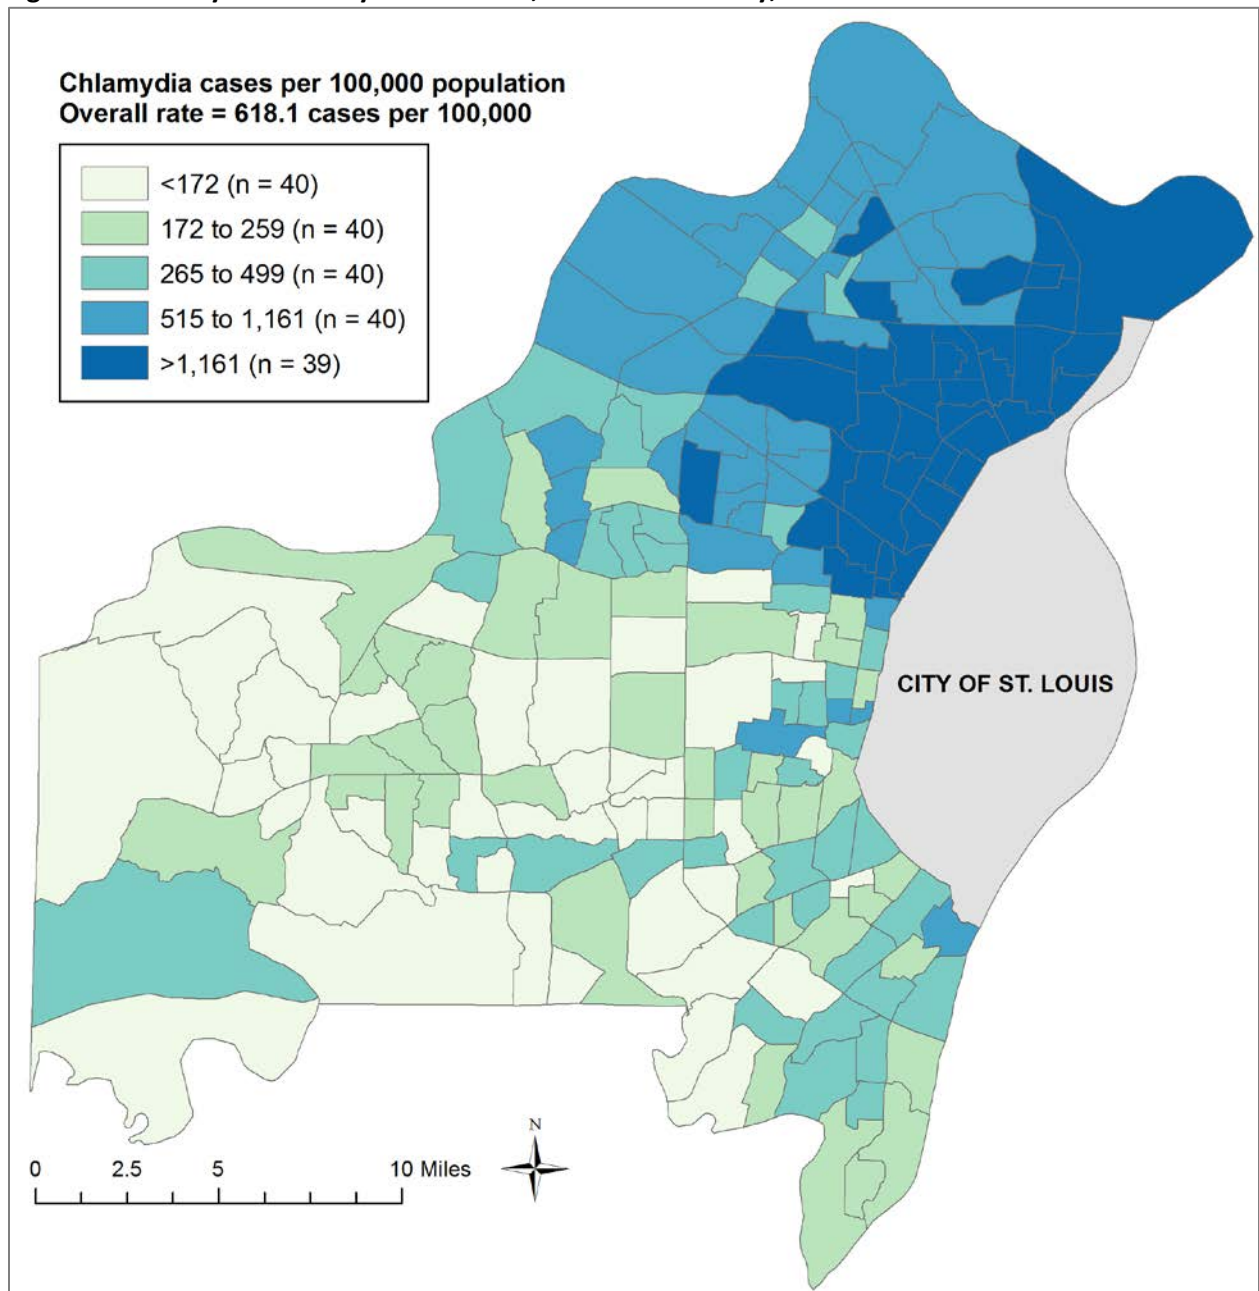 Chlamydia cases per 100,000 population
Overall rate = 618.1 cases per 100,000
<172 (n = 40)
172 to 259 (n = 40)
265 to 499 (n = 40)
515 to 1,161 (n = 40)
>1,161 (n = 39)
CITY OF ST. LOUIS
N
0 2.5 5 10 Miles